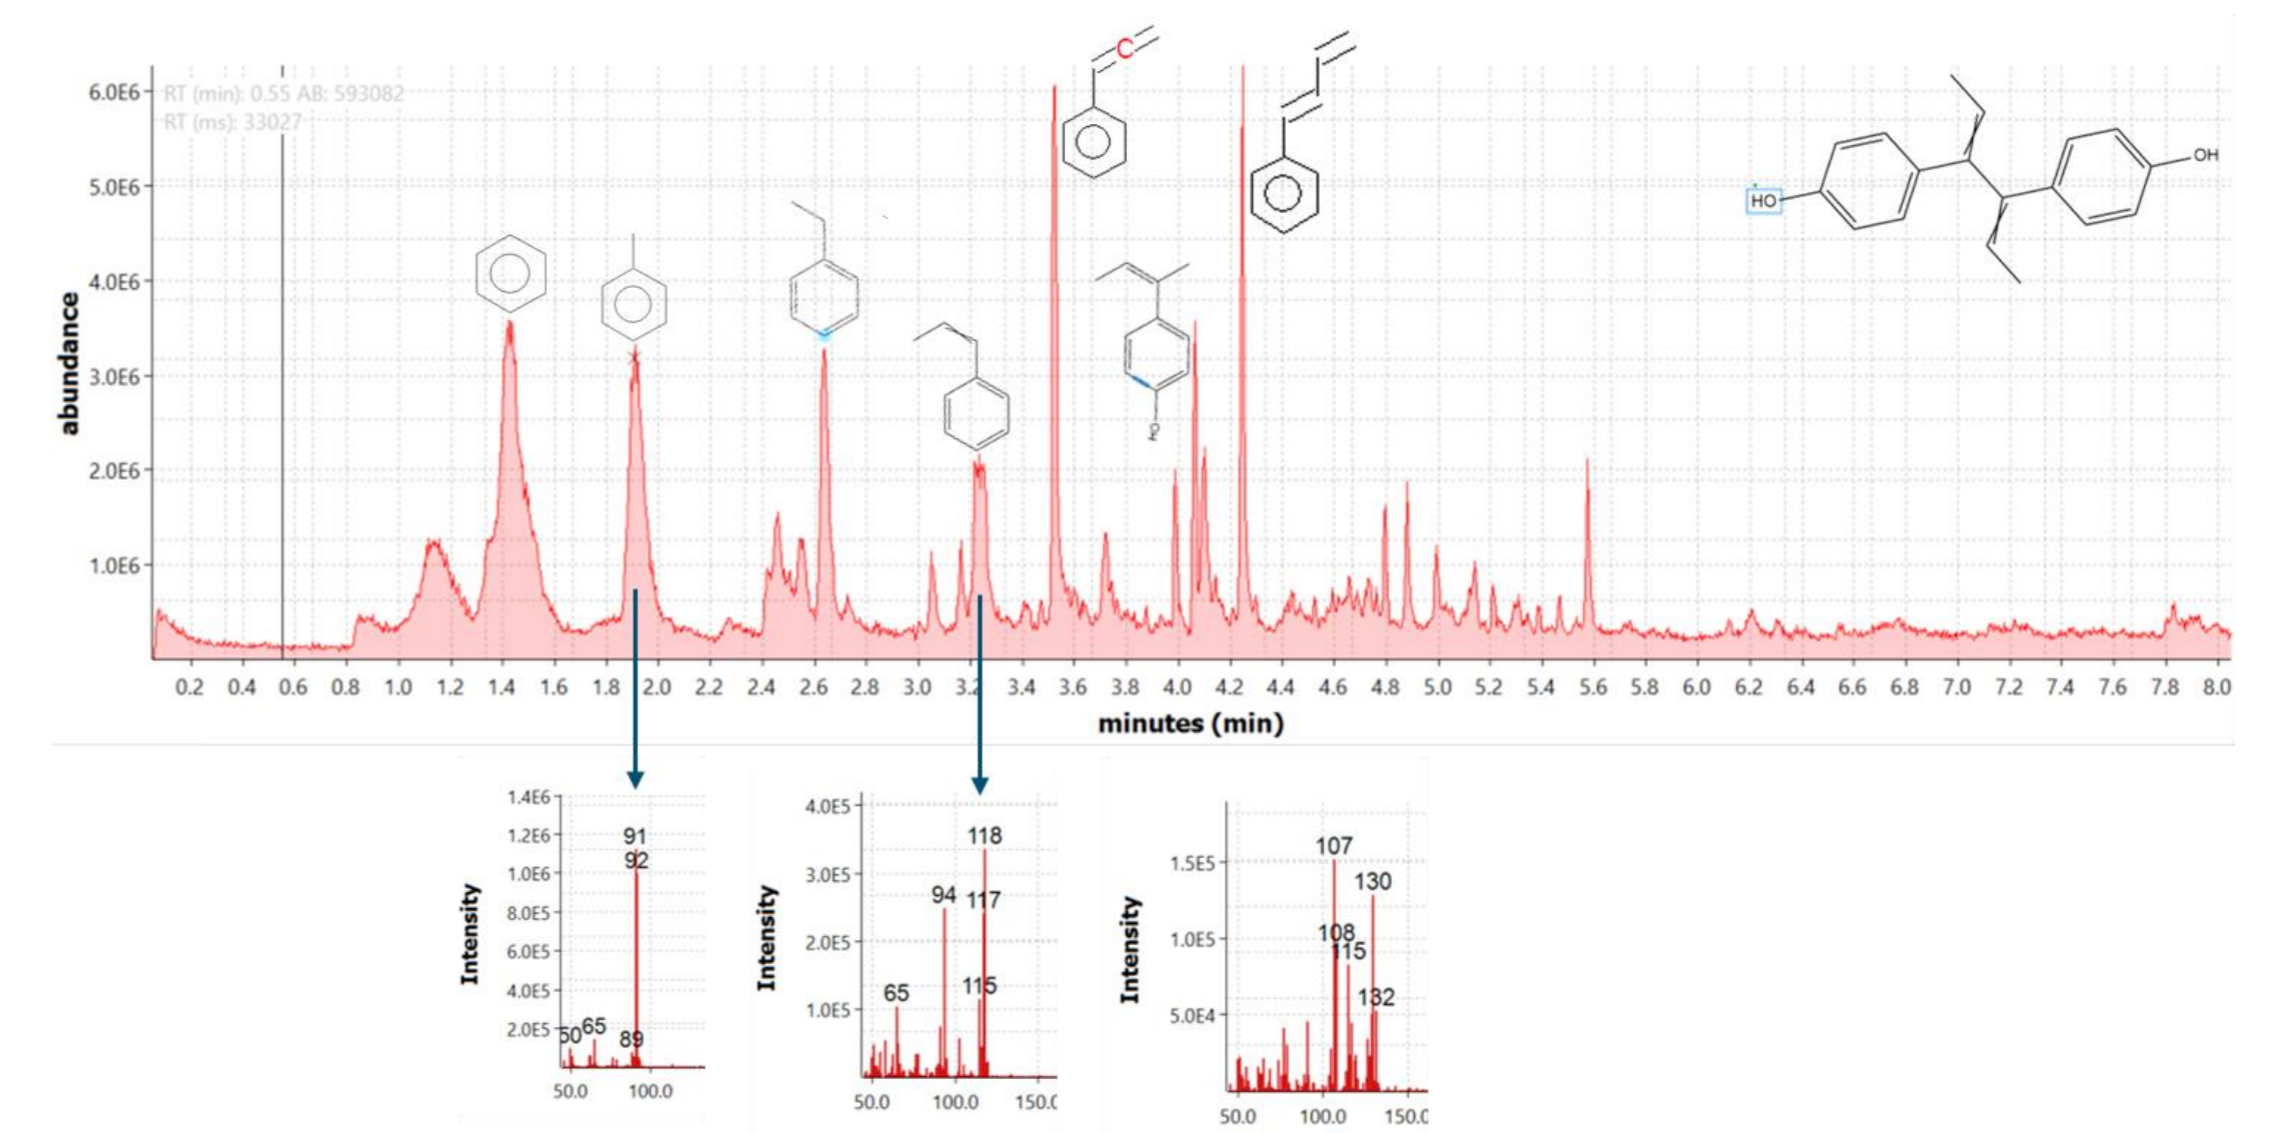 RT (min): 0.55 AB: 593082
RT (ms): 33027
abundance
6.0E6
5.0E6
4.0E6
3.0E6
2.0E6
1.0E6
C
OH
HO
OH
0.2 0.4 0.6 0.8 1.0 1.2 1.4 1.6 1.8 2.0 2.2 2.4 2.6 2.8 3.0 3.2 3.4 3.6 3.8 4.0 4.2 4.4 4.6 4.8 5.0 5.2 5.4 5.6 5.8 6.0 6.2 6.4 6.6 6.8 7.0 7.2 7.4 7.6 7.8 8.0
minutes (min)
Intensity
1.4E6
1.2E6
1.0E6
8.0E5
6.0E5
4.0E5
2.0E5
91
92
50
65
89
50.0 100.0
Intensity
4.0E5
3.0E5
2.0E5
1.0E5
118
94
117
115
65
50.0 100.0 150.0
Intensity
1.5E5
1.0E5
5.0E4
107
130
108
115
132
50.0 100.0 150.0